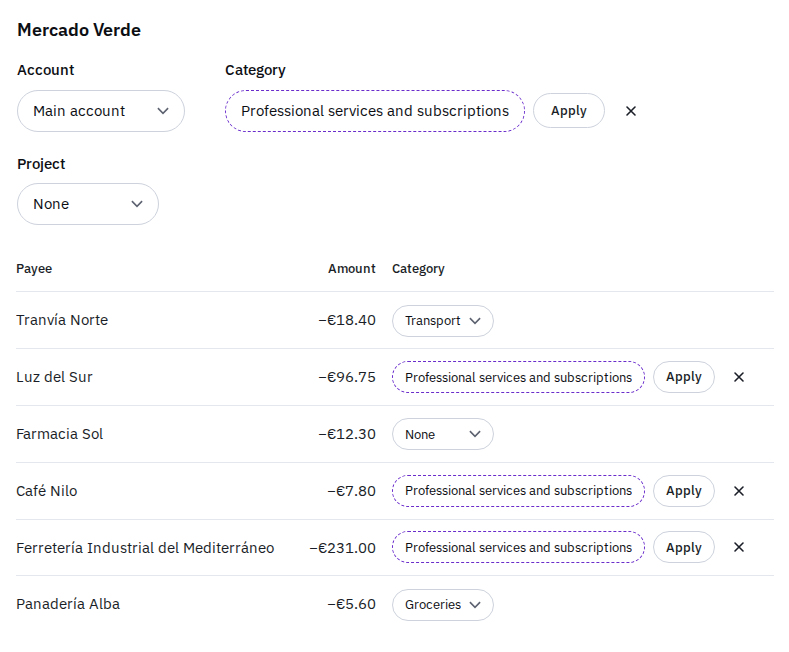 Mercado Verde
Account Category
Main account Professional services and subscriptions Apply
Project
None
Payee Amount Category
Tranvía Norte −€18.40 Transport
Luz del Sur −€96.75 Professional services and subscriptions Apply
Farmacia Sol −€12.30 None
Café Nilo −€7.80 Professional services and subscriptions Apply
Ferretería Industrial del Mediterráneo −€231.00 Professional services and subscriptions Apply
Panadería Alba −€5.60 Groceries